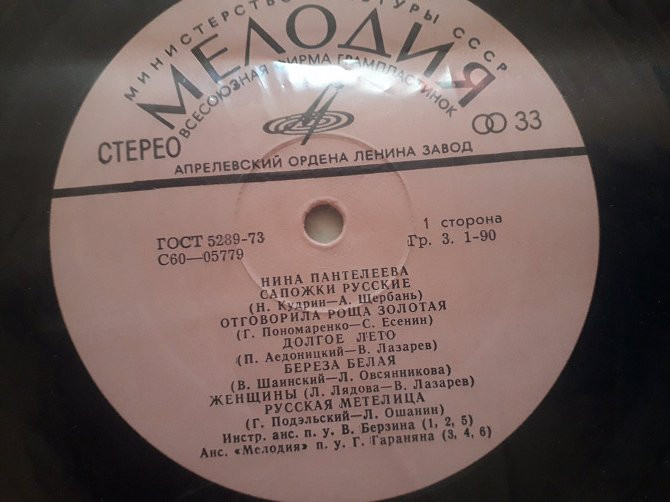 МИНИСТЕРСТВО КУЛЬТУРЫ СССР
МЕЛОДИЯ
ВСЕСОЮЗНАЯ ФИРМА ГРАМПЛАСТИНОК
СТЕРЕО
33
АПРЕЛЕВСКИЙ ОРДЕНА ЛЕНИНА ЗАВОД
ГОСТ 5289-73
1 сторона
С60—05779
Гр. 3. 1-90
НИНА ПАНТЕЛЕЕВА
САПОЖКИ РУССКИЕ
(Н. Кудрин—А. Щербань)
ОТГОВОРИЛА РОЩА ЗОЛОТАЯ
(Г. Пономаренко—С. Есенин)
ДОЛГОЕ ЛЕТО
(П. Аедоницкий—В. Лазарев)
БЕРЕЗА БЕЛАЯ
(В. Шаинский—Л. Овсянникова)
ЖЕНЩИНЫ (Л. Лядова—В. Лазарев)
РУССКАЯ МЕТЕЛИЦА
(Г. Подэльский—Л. Ошанин)
Инстр. анс. п. у. В. Берзина (1, 2, 5)
Анс. «Мелодия» п. у. Г. Гараняна (3, 4, 6)